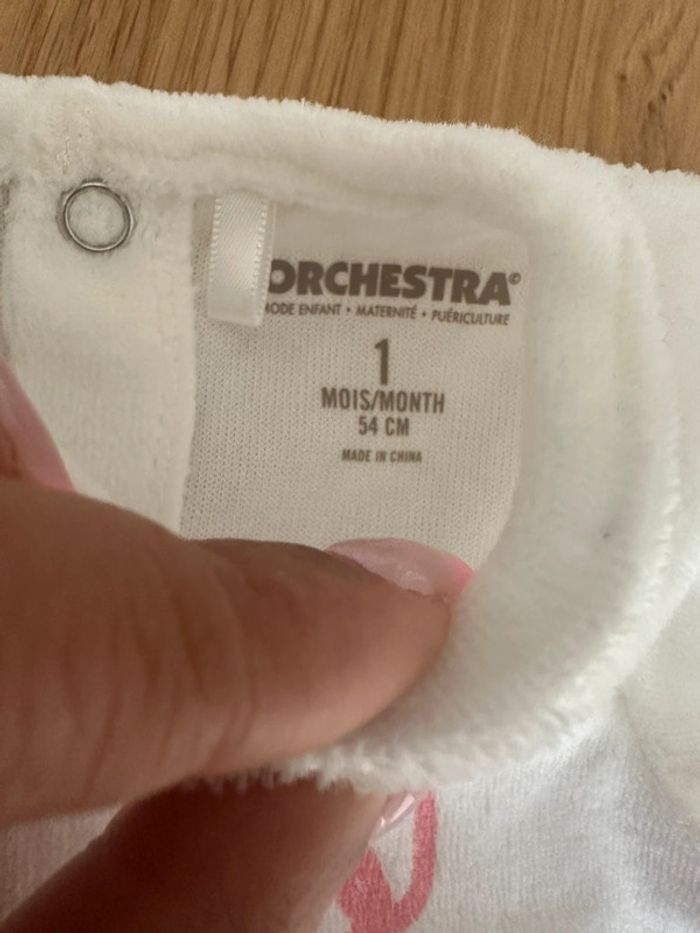 ORCHESTRA©
MODE ENFANT • MATERNITÉ • PUÉRICULTURE
1
MOIS/MONTH
54 CM
MADE IN CHINA